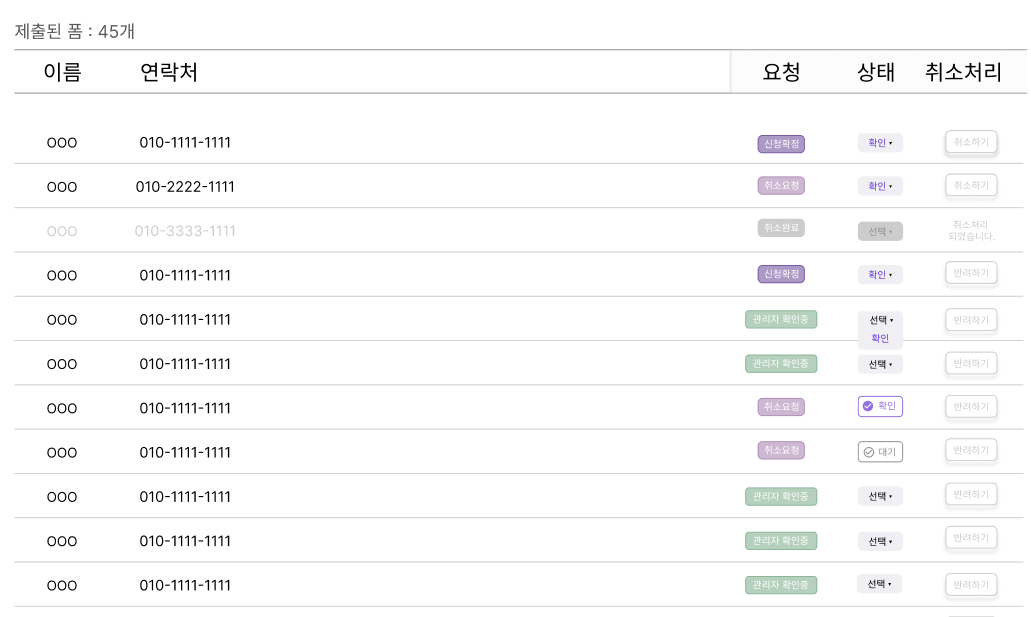 제출된 폼 : 45개
이름 연락처 요청 상태 취소처리
OOO 010-1111-1111 신청확정 확인 취소하기
OOO 010-2222-1111 취소요청 확인 취소하기
OOO 010-3333-1111 취소완료 선택 취소처리
되었습니다.
OOO 010-1111-1111 신청확정 확인 반려하기
OOO 010-1111-1111 관리자 확인중 선택 반려하기
확인
OOO 010-1111-1111 관리자 확인중 선택 반려하기
OOO 010-1111-1111 취소요청 확인 반려하기
OOO 010-1111-1111 취소요청 대기 반려하기
OOO 010-1111-1111 관리자 확인중 선택 반려하기
OOO 010-1111-1111 관리자 확인중 선택 반려하기
OOO 010-1111-1111 관리자 확인중 선택 반려하기